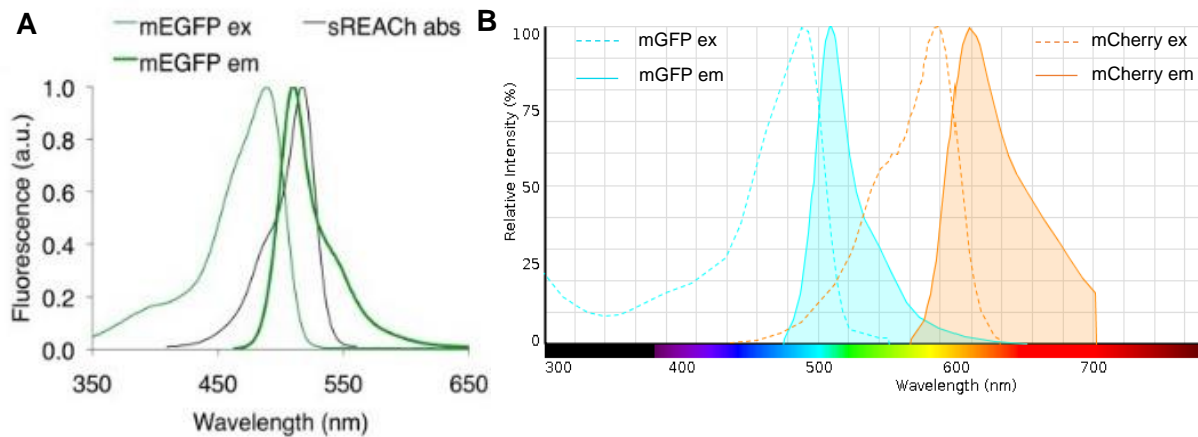 A
mEGFP ex
sREACh abs
mEGFP em
Fluorescence (a.u.)
1.0
0.8
0.6
0.4
0.2
0.0
350
450
550
650
Wavelength (nm)
B
mGFP ex
mGFP em
mCherry ex
mCherry em
Relative Intensity (%)
100
75
50
25
0
300
400
500
600
700
Wavelength (nm)